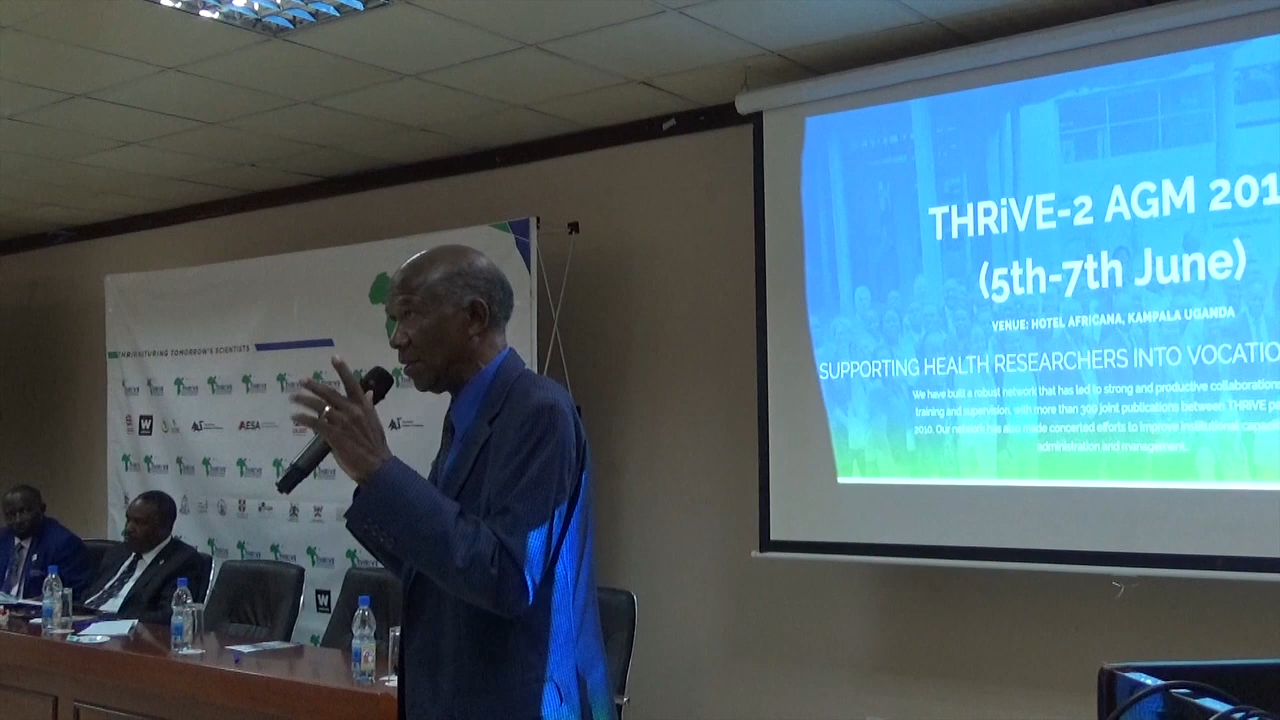 NURTURING TOMORROW'S SCIENTISTS
THRiVE
AESA
W
THRiVE-2 AGM 201
(5th-7th June)
VENUE: HOTEL AFRICANA, KAMPALA UGANDA
SUPPORTING HEALTH RESEARCHERS INTO VOCATIO
We have build a robust network that has led to strong and productive collaboration
training and supervision, with more than 300 joint publications between THRiVE pa
2010. Our network has also made concerted efforts to improve institutional capaci
administration and management.